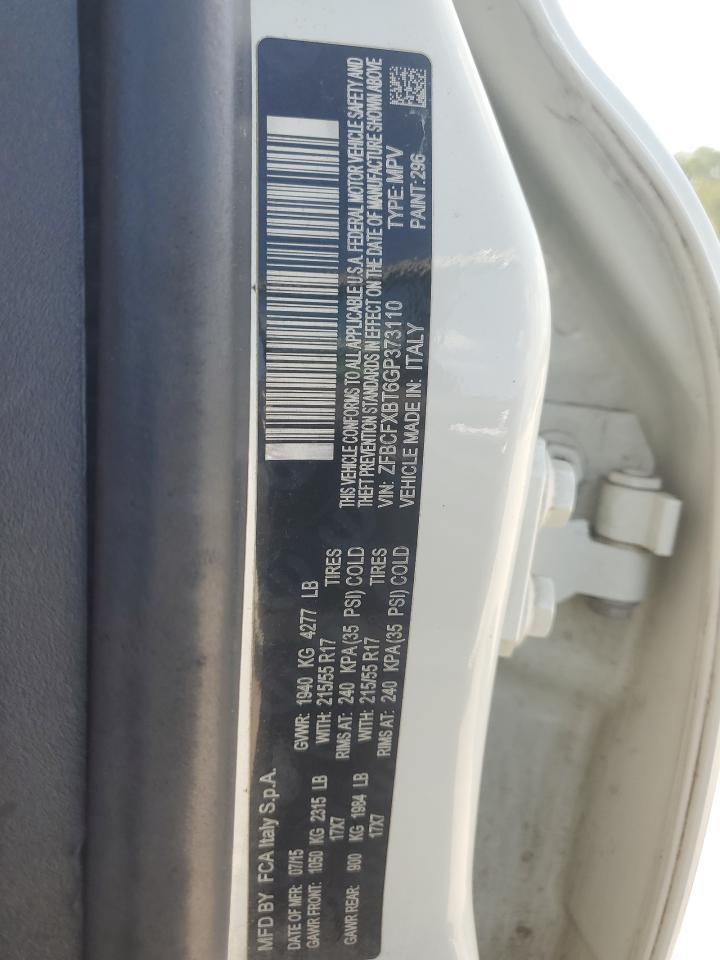 MFD BY FCA Italy S.p.A.
DATE OF MFR: 07/15 GVWR: 1940 KG 4277 LB
GAWR FRONT: 1050 KG 2315 LB WITH: 215/55 R17 TIRES
17X7 RIMS AT: 240 KPA(35 PSI) COLD
GAWR REAR: 900 KG 1984 LB WITH: 215/55 R17 TIRES
17X7 RIMS AT: 240 KPA(35 PSI) COLD
THIS VEHICLE CONFORMS TO ALL APPLICABLE U.S.A. FEDERAL MOTOR VEHICLE SAFETY AND
THEFT PREVENTION STANDARDS IN EFFECT ON THE DATE OF MANUFACTURE SHOWN ABOVE
VIN: ZFBCFXBT6GP373110 TYPE: MPV
VEHICLE MADE IN: ITALY PAINT: 296